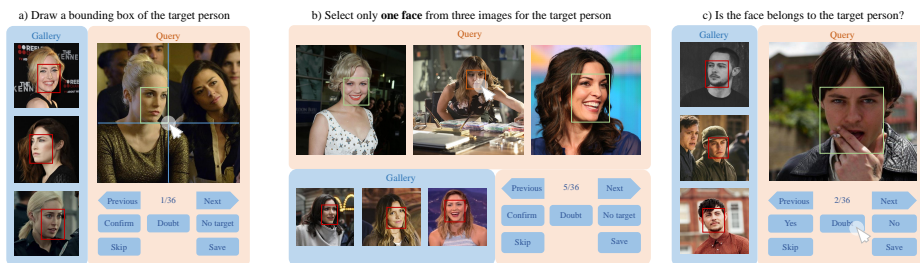 a) Draw a bounding box of the target person
Gallery
Query
Previous
1/36
Next
Confirm
Doubt
No target
Skip
Save
b) Select only one face from three images for the target person
Query
Gallery
Previous
5/36
Next
Confirm
Doubt
No target
Skip
Save
c) Is the face belongs to the target person?
Gallery
Query
Previous
2/36
Next
Yes
Doubt
No
Skip
Save